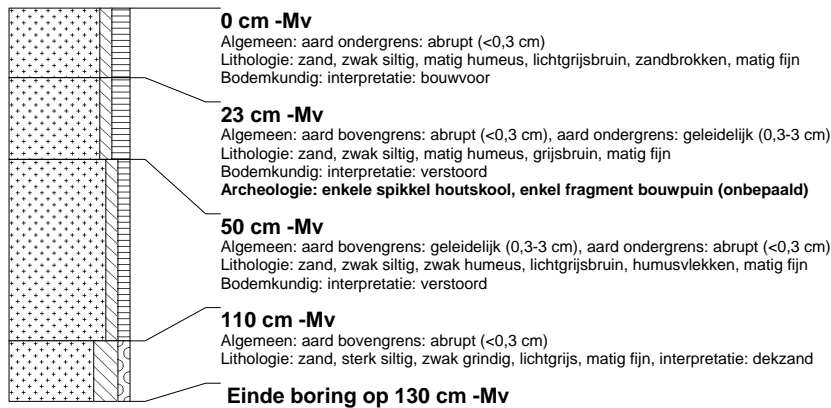 0 cm -Mv
Algemeen: aard ondergrens: abrupt (<0,3 cm)
Lithologie: zand, zwak siltig, matig humeus, lichtgrijsbruin, zandbrokken, matig fijn
Bodemkundig: interpretatie: bouwvoor
23 cm -Mv
Algemeen: aard bovengrens: abrupt (<0,3 cm), aard ondergrens: geleidelijk (0,3-3 cm)
Lithologie: zand, zwak siltig, matig humeus, grijsbruin, matig fijn
Bodemkundig: interpretatie: verstoord
Archeologie: enkele spikkel houtskool, enkel fragment bouwpuin (onbepaald)
50 cm -Mv
Algemeen: aard bovengrens: geleidelijk (0,3-3 cm), aard ondergrens: abrupt (<0,3 cm)
Lithologie: zand, zwak siltig, zwak humeus, lichtgrijsbruin, humusvlekken, matig fijn
Bodemkundig: interpretatie: verstoord
110 cm -Mv
Algemeen: aard bovengrens: abrupt (<0,3 cm)
Lithologie: zand, sterk siltig, zwak grindig, lichtgrijs, matig fijn, interpretatie: dekzand
Einde boring op 130 cm -Mv